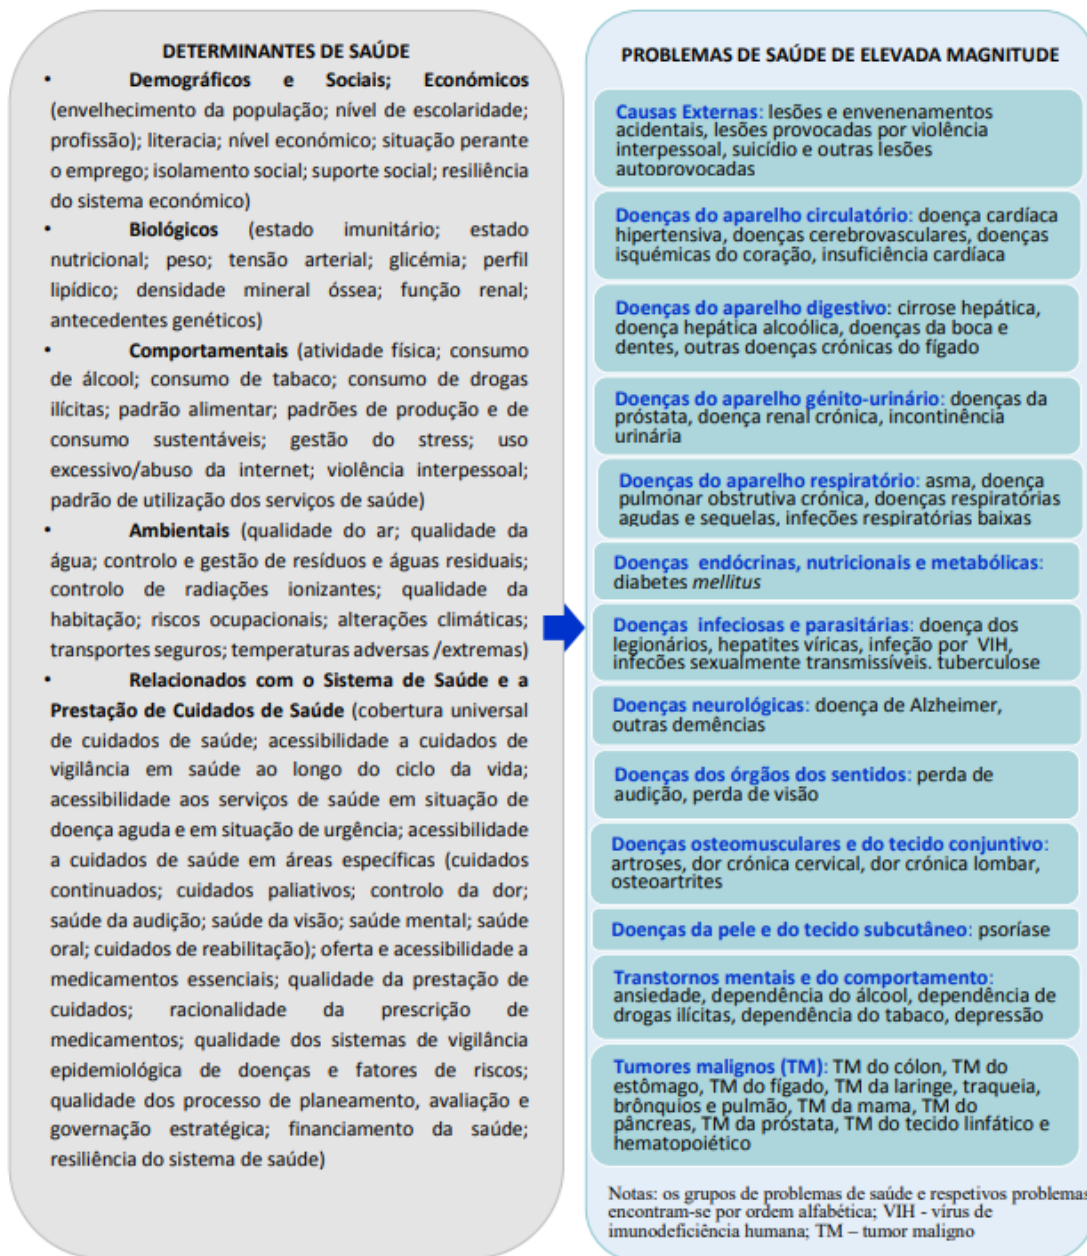 DETERMINANTES DE SAÚDE
• Demográficos e Sociais; Económicos
(envelhecimento da população; nível de escolaridade;
profissão); literacia; nível económico; situação perante
o emprego; isolamento social; suporte social; resiliência
do sistema económico)
• Biológicos (estado imunitário; estado
nutricional; peso; tensão arterial; glicémia; perfil
lipídico; densidade mineral óssea; função renal;
antecedentes genéticos)
• Comportamentais (atividade física; consumo
de álcool; consumo de tabaco; consumo de drogas
ilícitas; padrão alimentar; padrões de produção e de
consumo sustentáveis; gestão do stress; uso
excessivo/abuso da internet; violência interpessoal;
padrão de utilização dos serviços de saúde)
• Ambientais (qualidade do ar; qualidade da
água; controlo e gestão de resíduos e águas residuais;
controlo de radiações ionizantes; qualidade da
habitação; riscos ocupacionais; alterações climáticas;
transportes seguros; temperaturas adversas /extremas)
• Relacionados com o Sistema de Saúde e a
Prestação de Cuidados de Saúde (cobertura universal
de cuidados de saúde; acessibilidade a cuidados de
vigilância em saúde ao longo do ciclo da vida;
acessibilidade aos serviços de saúde em situação de
doença aguda e em situação de urgência; acessibilidade
a cuidados de saúde em áreas específicas (cuidados
continuados; cuidados paliativos; controlo da dor;
saúde da audição; saúde da visão; saúde mental; saúde
oral; cuidados de reabilitação); oferta e acessibilidade a
medicamentos essenciais; qualidade da prestação de
cuidados; racionalidade da prescrição de
medicamentos; qualidade dos sistemas de vigilância
epidemiológica de doenças e fatores de riscos;
qualidade dos processo de planeamento, avaliação e
governação estratégica; financiamento da saúde;
resiliência do sistema de saúde)
PROBLEMAS DE SAÚDE DE ELEVADA MAGNITUDE
Causas Externas: lesões e envenenamentos
acidentais, lesões provocadas por violência
interpessoal, suicídio e outras lesões
autoprovocadas
Doenças do aparelho circulatório: doença cardíaca
hipertensiva, doenças cerebrovasculares, doenças
isquémicas do coração, insuficiência cardíaca
Doenças do aparelho digestivo: cirrose hepática,
doença hepática alcoólica, doenças da boca e
dentes, outras doenças crónicas do fígado
Doenças do aparelho génito-urinário: doenças da
próstata, doença renal crónica, incontinência
urinária
Doenças do aparelho respiratório: asma, doença
pulmonar obstrutiva crónica, doenças respiratórias
agudas e sequelas, infeções respiratórias baixas
Doenças endócrinas, nutricionais e metabólicas:
diabetes mellitus
Doenças infeciosas e parasitárias: doença dos
legionários, hepatites víricas, infeção por VIH,
infeções sexualmente transmissíveis. tuberculose
Doenças neurológicas: doença de Alzheimer,
outras demências
Doenças dos órgãos dos sentidos: perda de
audição, perda de visão
Doenças osteomusculares e do tecido conjuntivo:
artroses, dor crónica cervical, dor crónica lombar,
osteoartrites
Doenças da pele e do tecido subcutâneo: psoríase
Transtornos mentais e do comportamento:
ansiedade, dependência do álcool, dependência de
drogas ilícitas, dependência do tabaco, depressão
Tumores malignos (TM): TM do cólon, TM do
estômago, TM do fígado, TM da laringe, traqueia,
brônquios e pulmão, TM da mama, TM do
pâncreas, TM da próstata, TM do tecido linfático e
hematopoiético
Notas: os grupos de problemas de saúde e respetivos problemas
encontram-se por ordem alfabética; VIH - vírus de
imunodeficiência humana; TM – tumor maligno